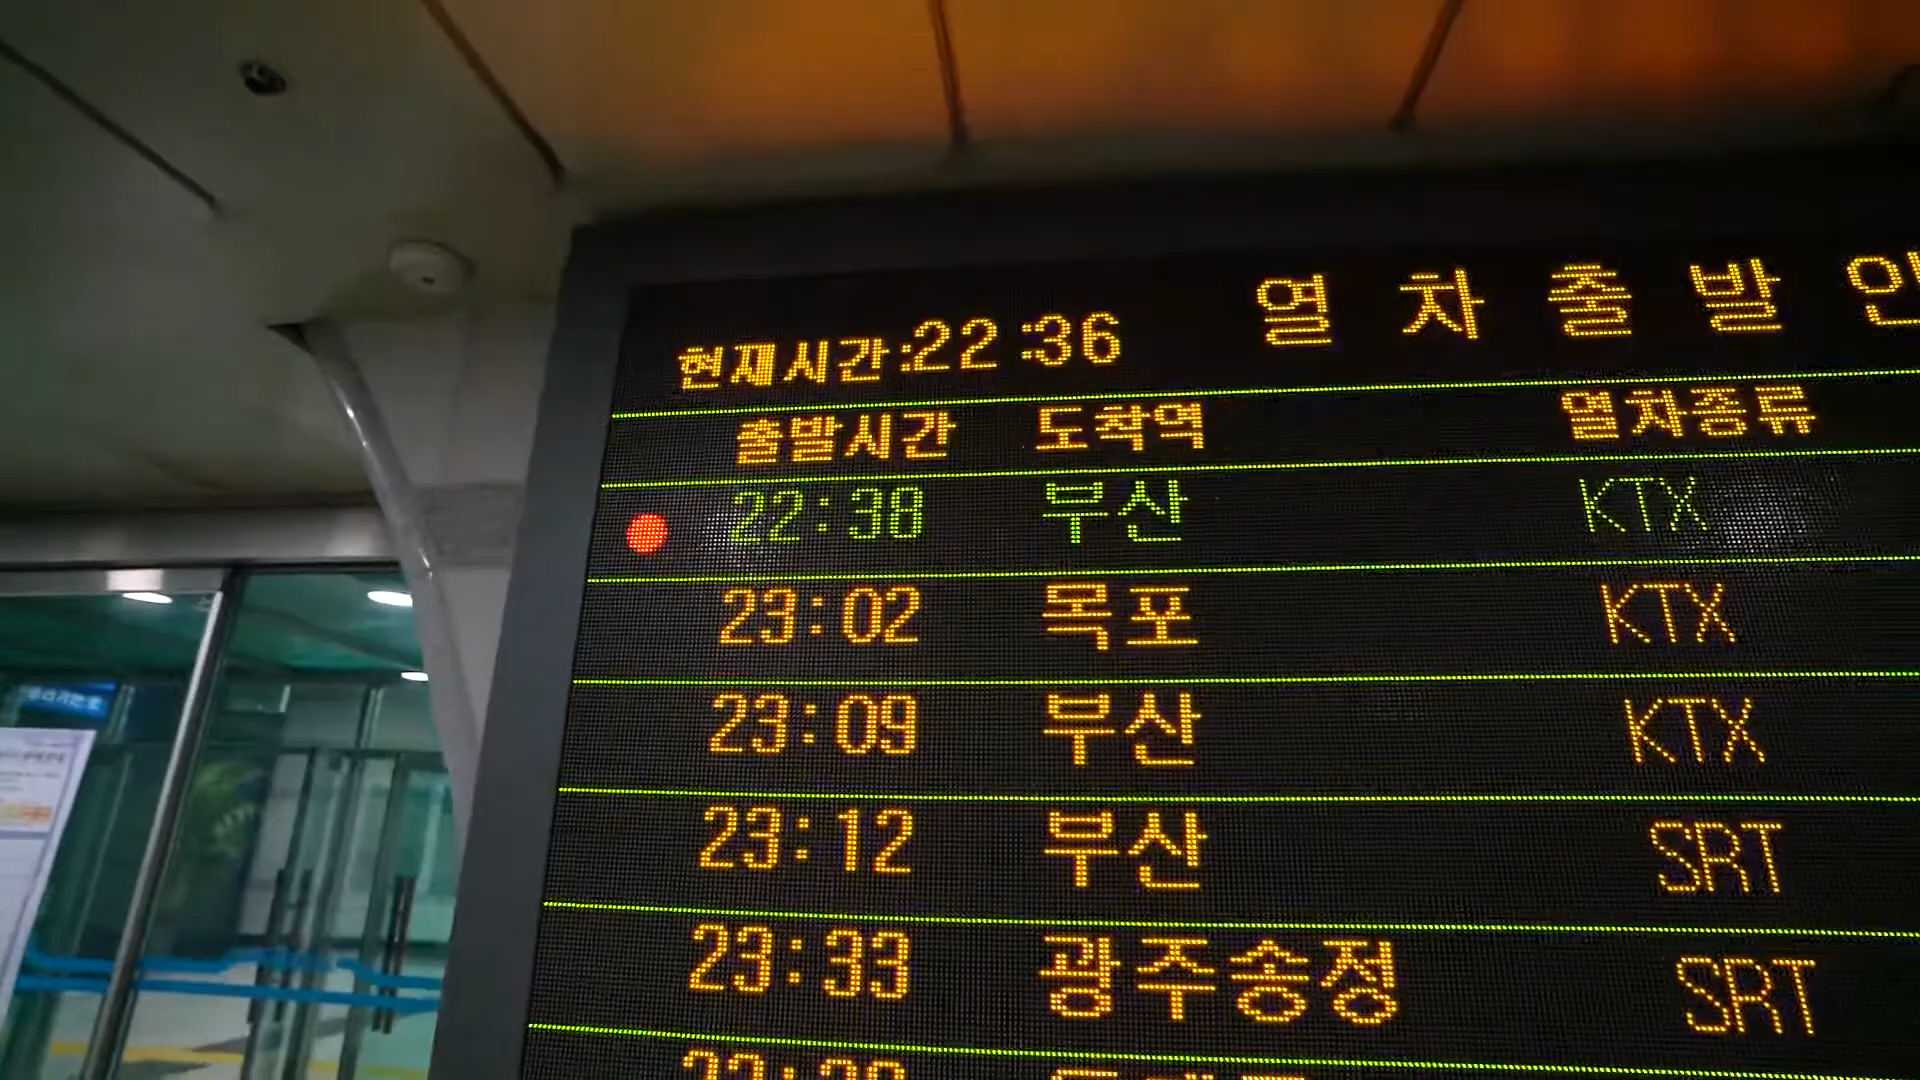 현재시간:22:36 열차출발안
출발시간 도착역 열차종류
22:38 부산 KTX
23:02 목포 KTX
23:09 부산 KTX
23:12 부산 SRT
23:33 광주송정 SRT